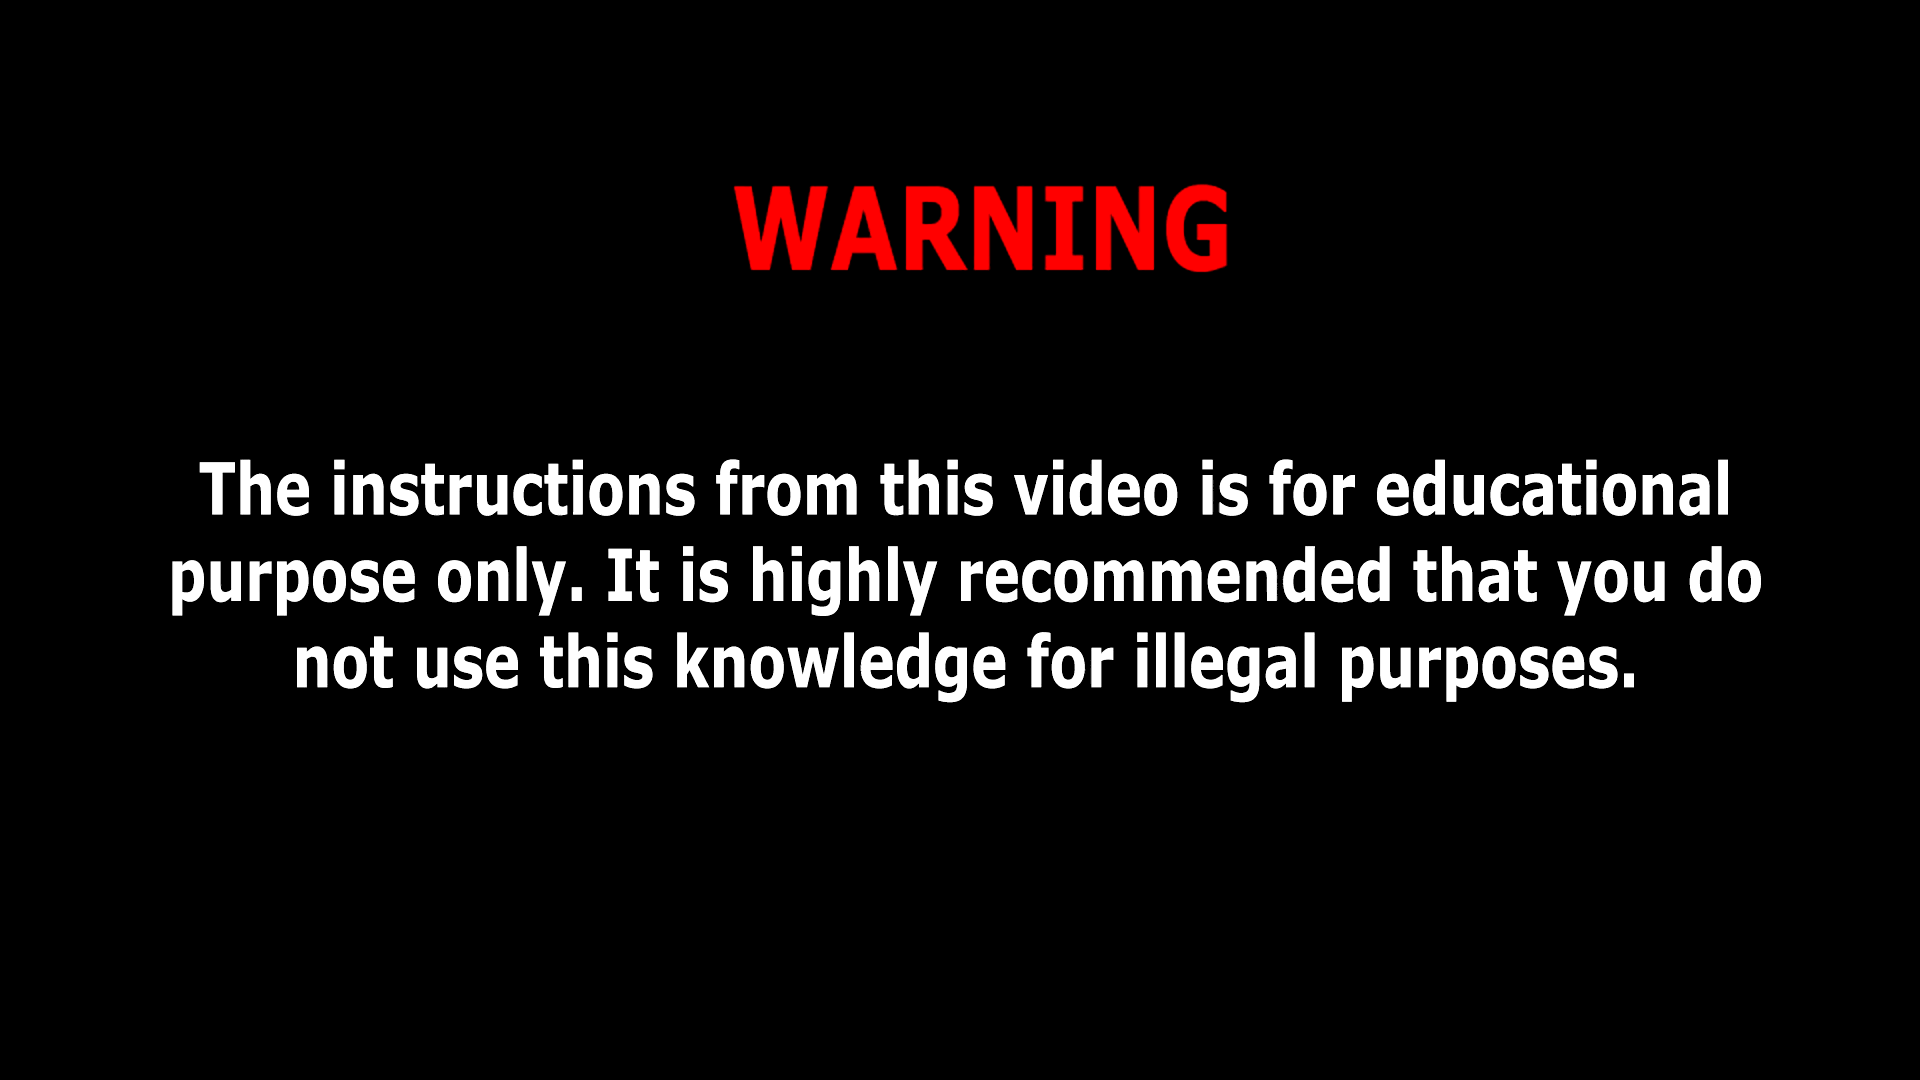 WARNING
The instructions from this video is for educational
purpose only. It is highly recommended that you do
not use this knowledge for illegal purposes.